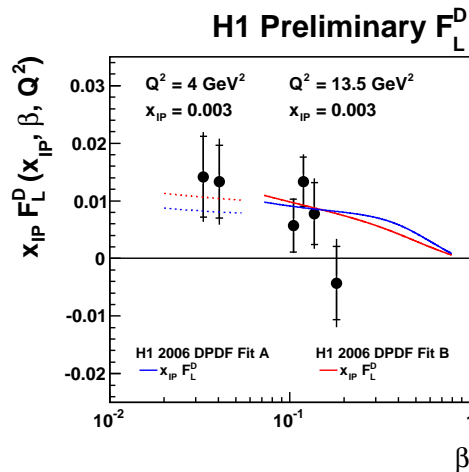 H1 Preliminary F_L^D
x_IP F_L^D (x_IP, β, Q^2)
Q^2 = 4 GeV^2 Q^2 = 13.5 GeV^2
x_IP = 0.003 x_IP = 0.003
0.03
0.02
0.01
0
-0.01
-0.02
H1 2006 DPDF Fit A H1 2006 DPDF Fit B
x_IP F_L^D x_IP F_L^D
10^-2 10^-1 1
β